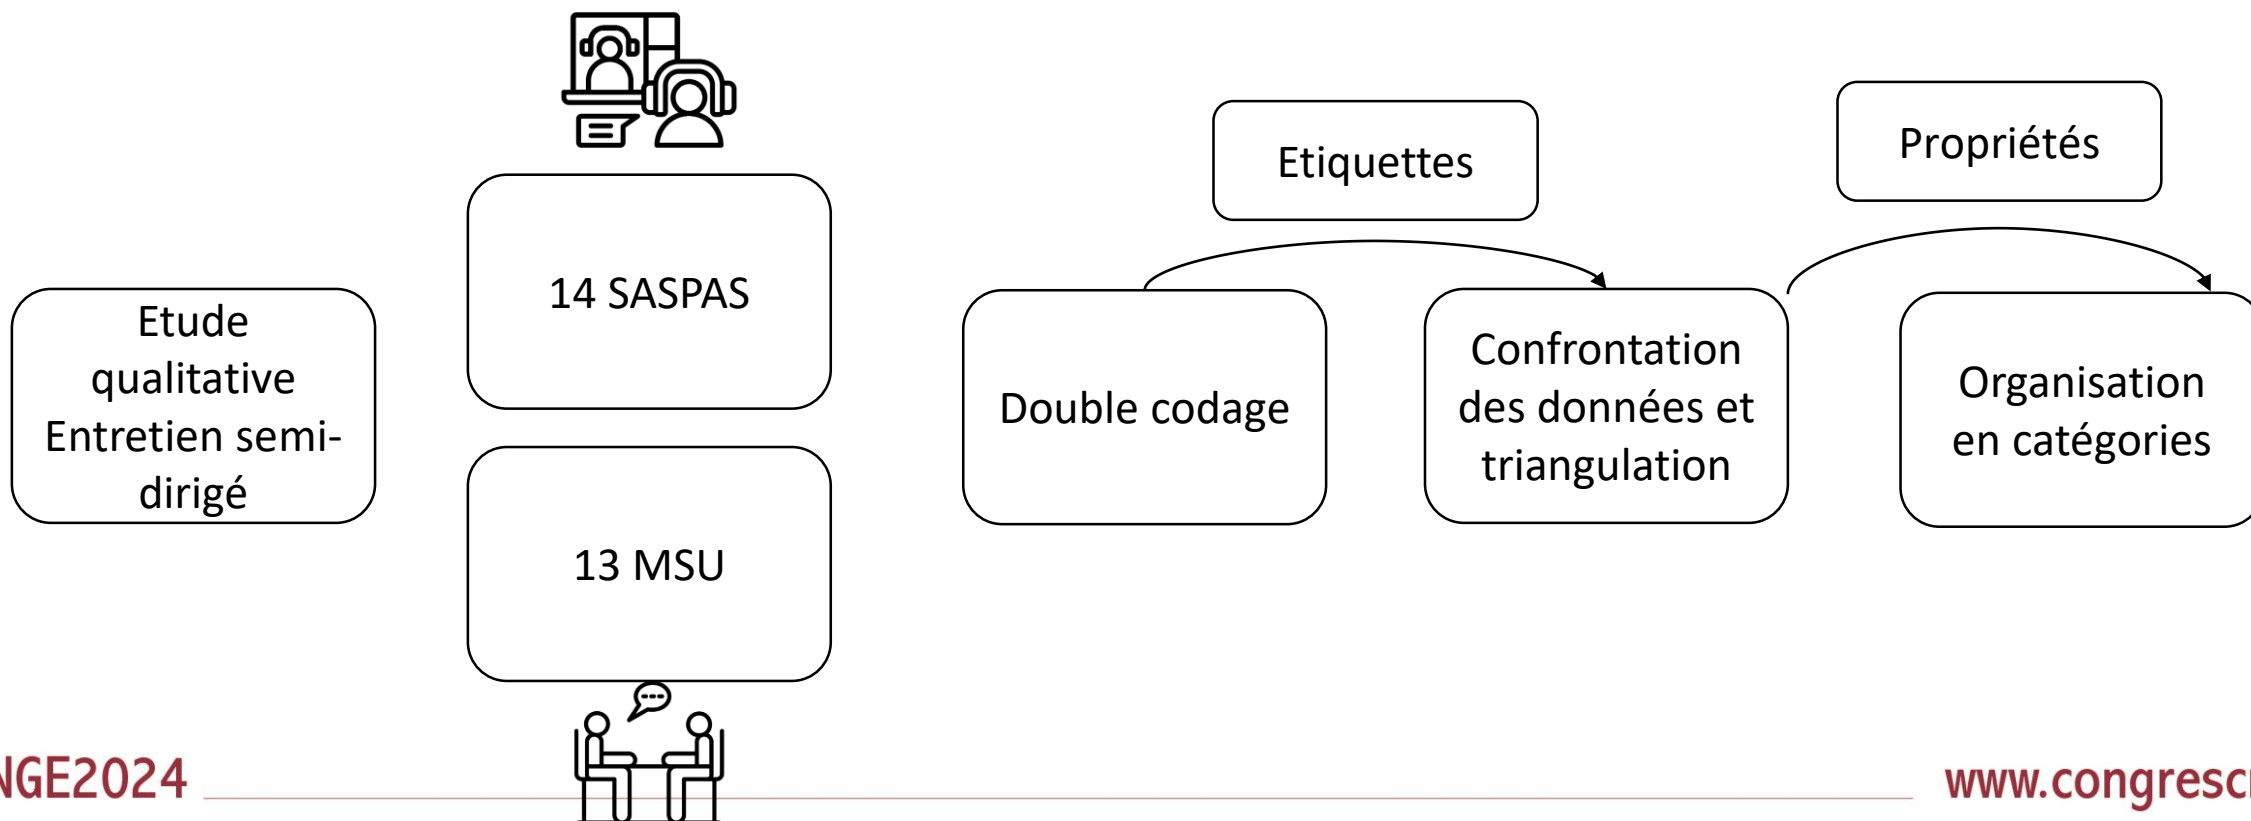 Etude
qualitative
Entretien semi-
dirigé
14 SASPAS
13 MSU
Etiquettes
Propriétés
Double codage
Confrontation
des données et
triangulation
Organisation
en catégories
NGE2024
www.congresc